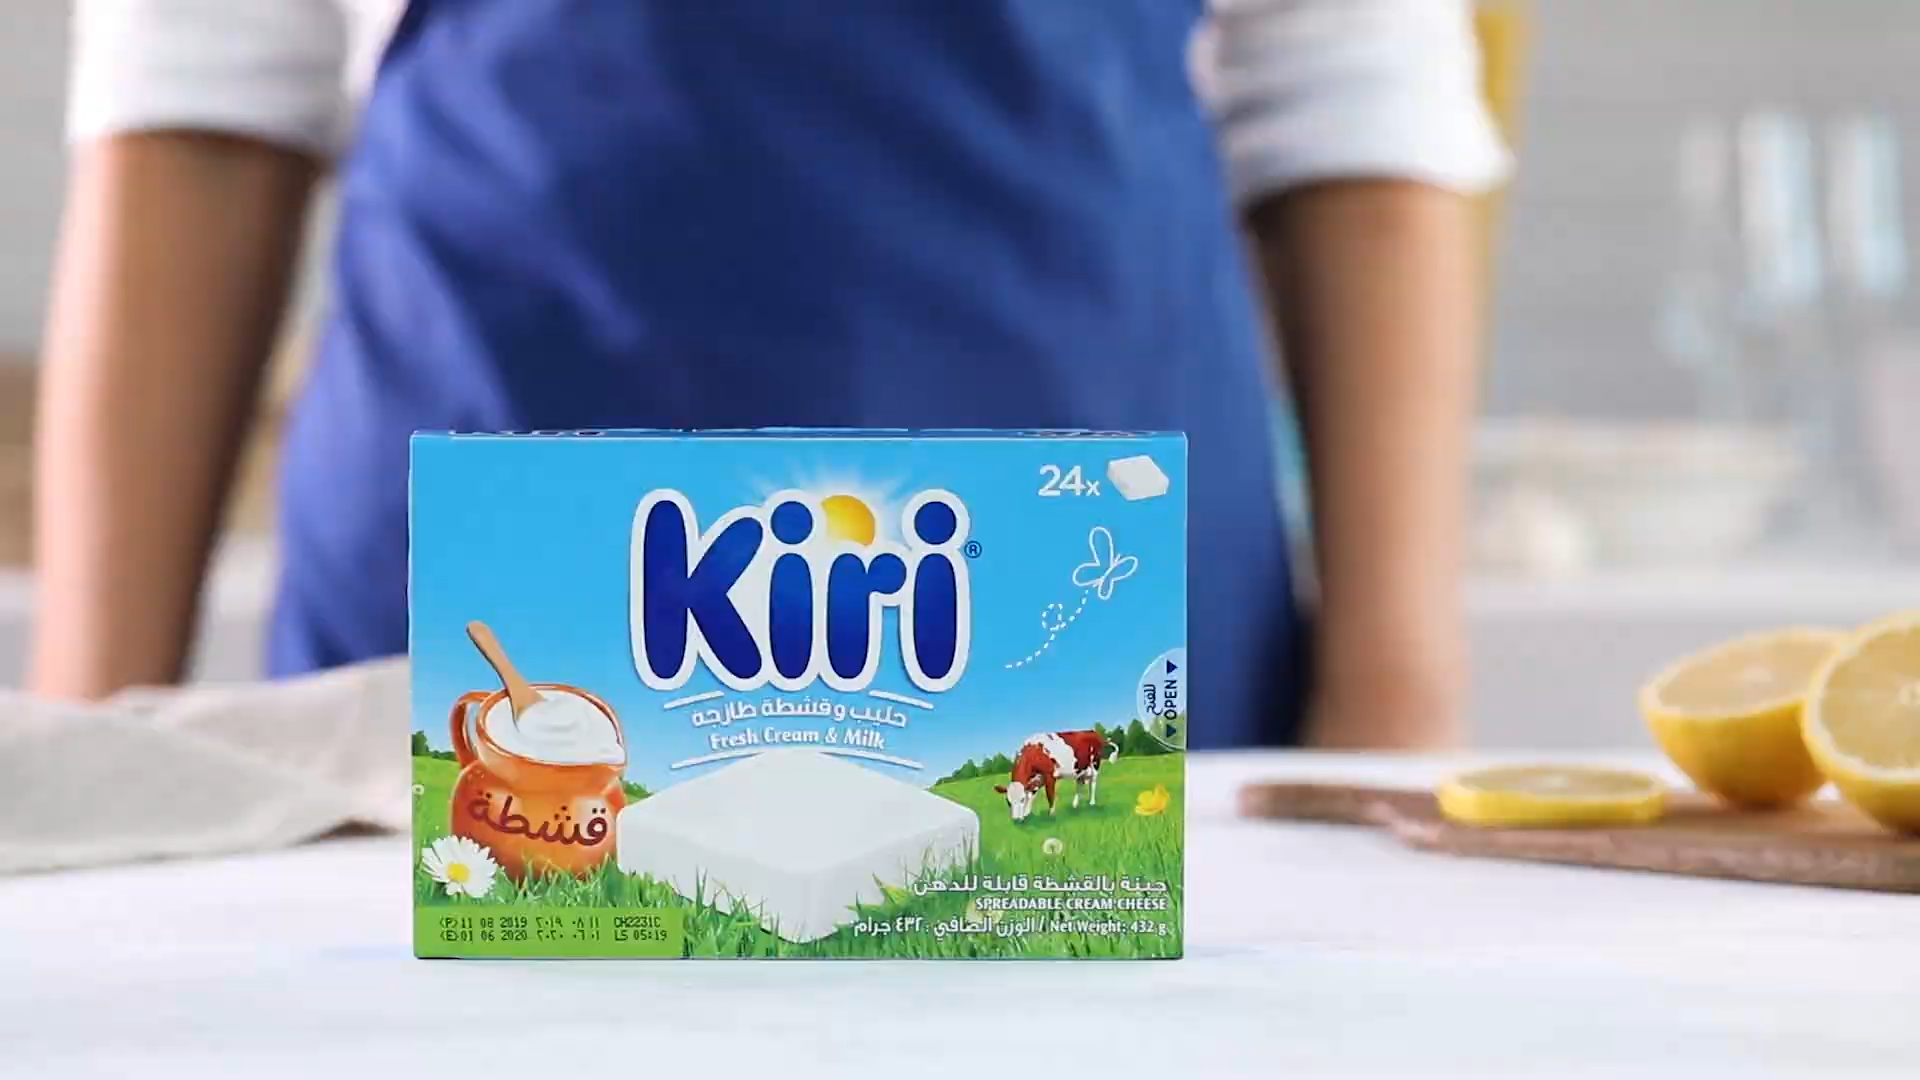 24x
Kiri®
حليب وقشطة طازجة
Fresh Cream & Milk
للفتح
OPEN
قشطة
جبنة بالقشطة قابلة للدهن
SPREADABLE CREAM CHEESE
الوزن الصافي: ٤٣٢ جرام / Net Weight: 432 g
<P>11 08 2019 ٢٠١٩ ٠٨ ١١ CH2231C
<E>01 06 2020 ٢٠٢٠ ٠٦ ٠١ LS 05:19